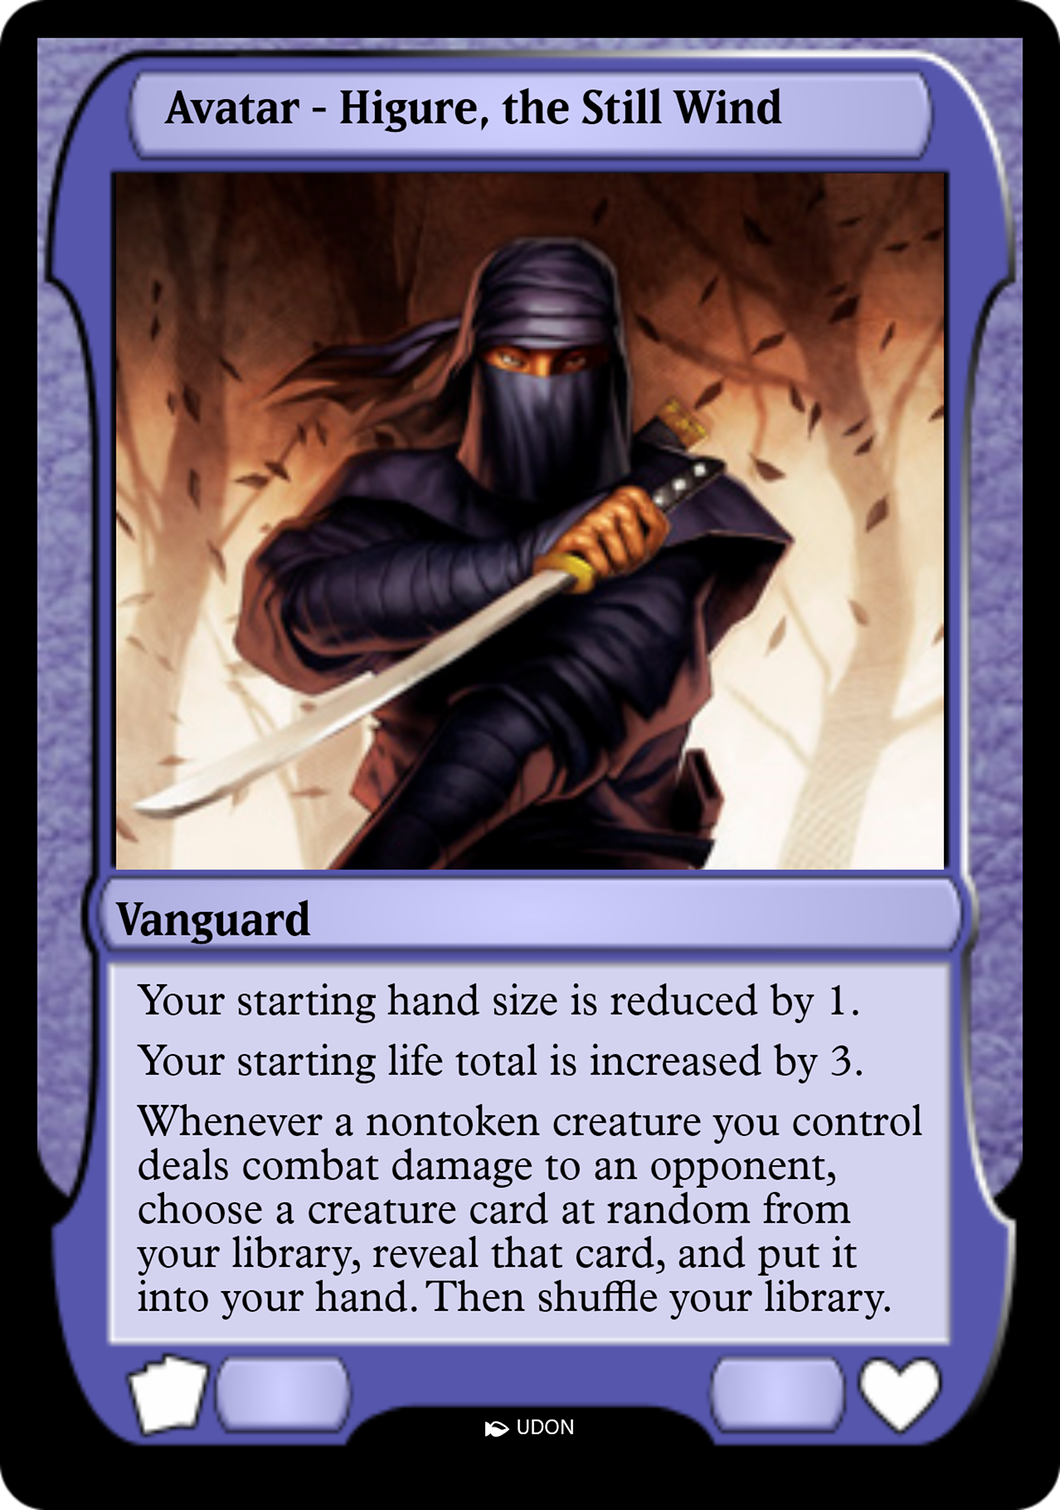 Avatar - Higure, the Still Wind
Vanguard
Your starting hand size is reduced by 1.
Your starting life total is increased by 3.
Whenever a nontoken creature you control
deals combat damage to an opponent,
choose a creature card at random from
your library, reveal that card, and put it
into your hand. Then shuffle your library.
UDON